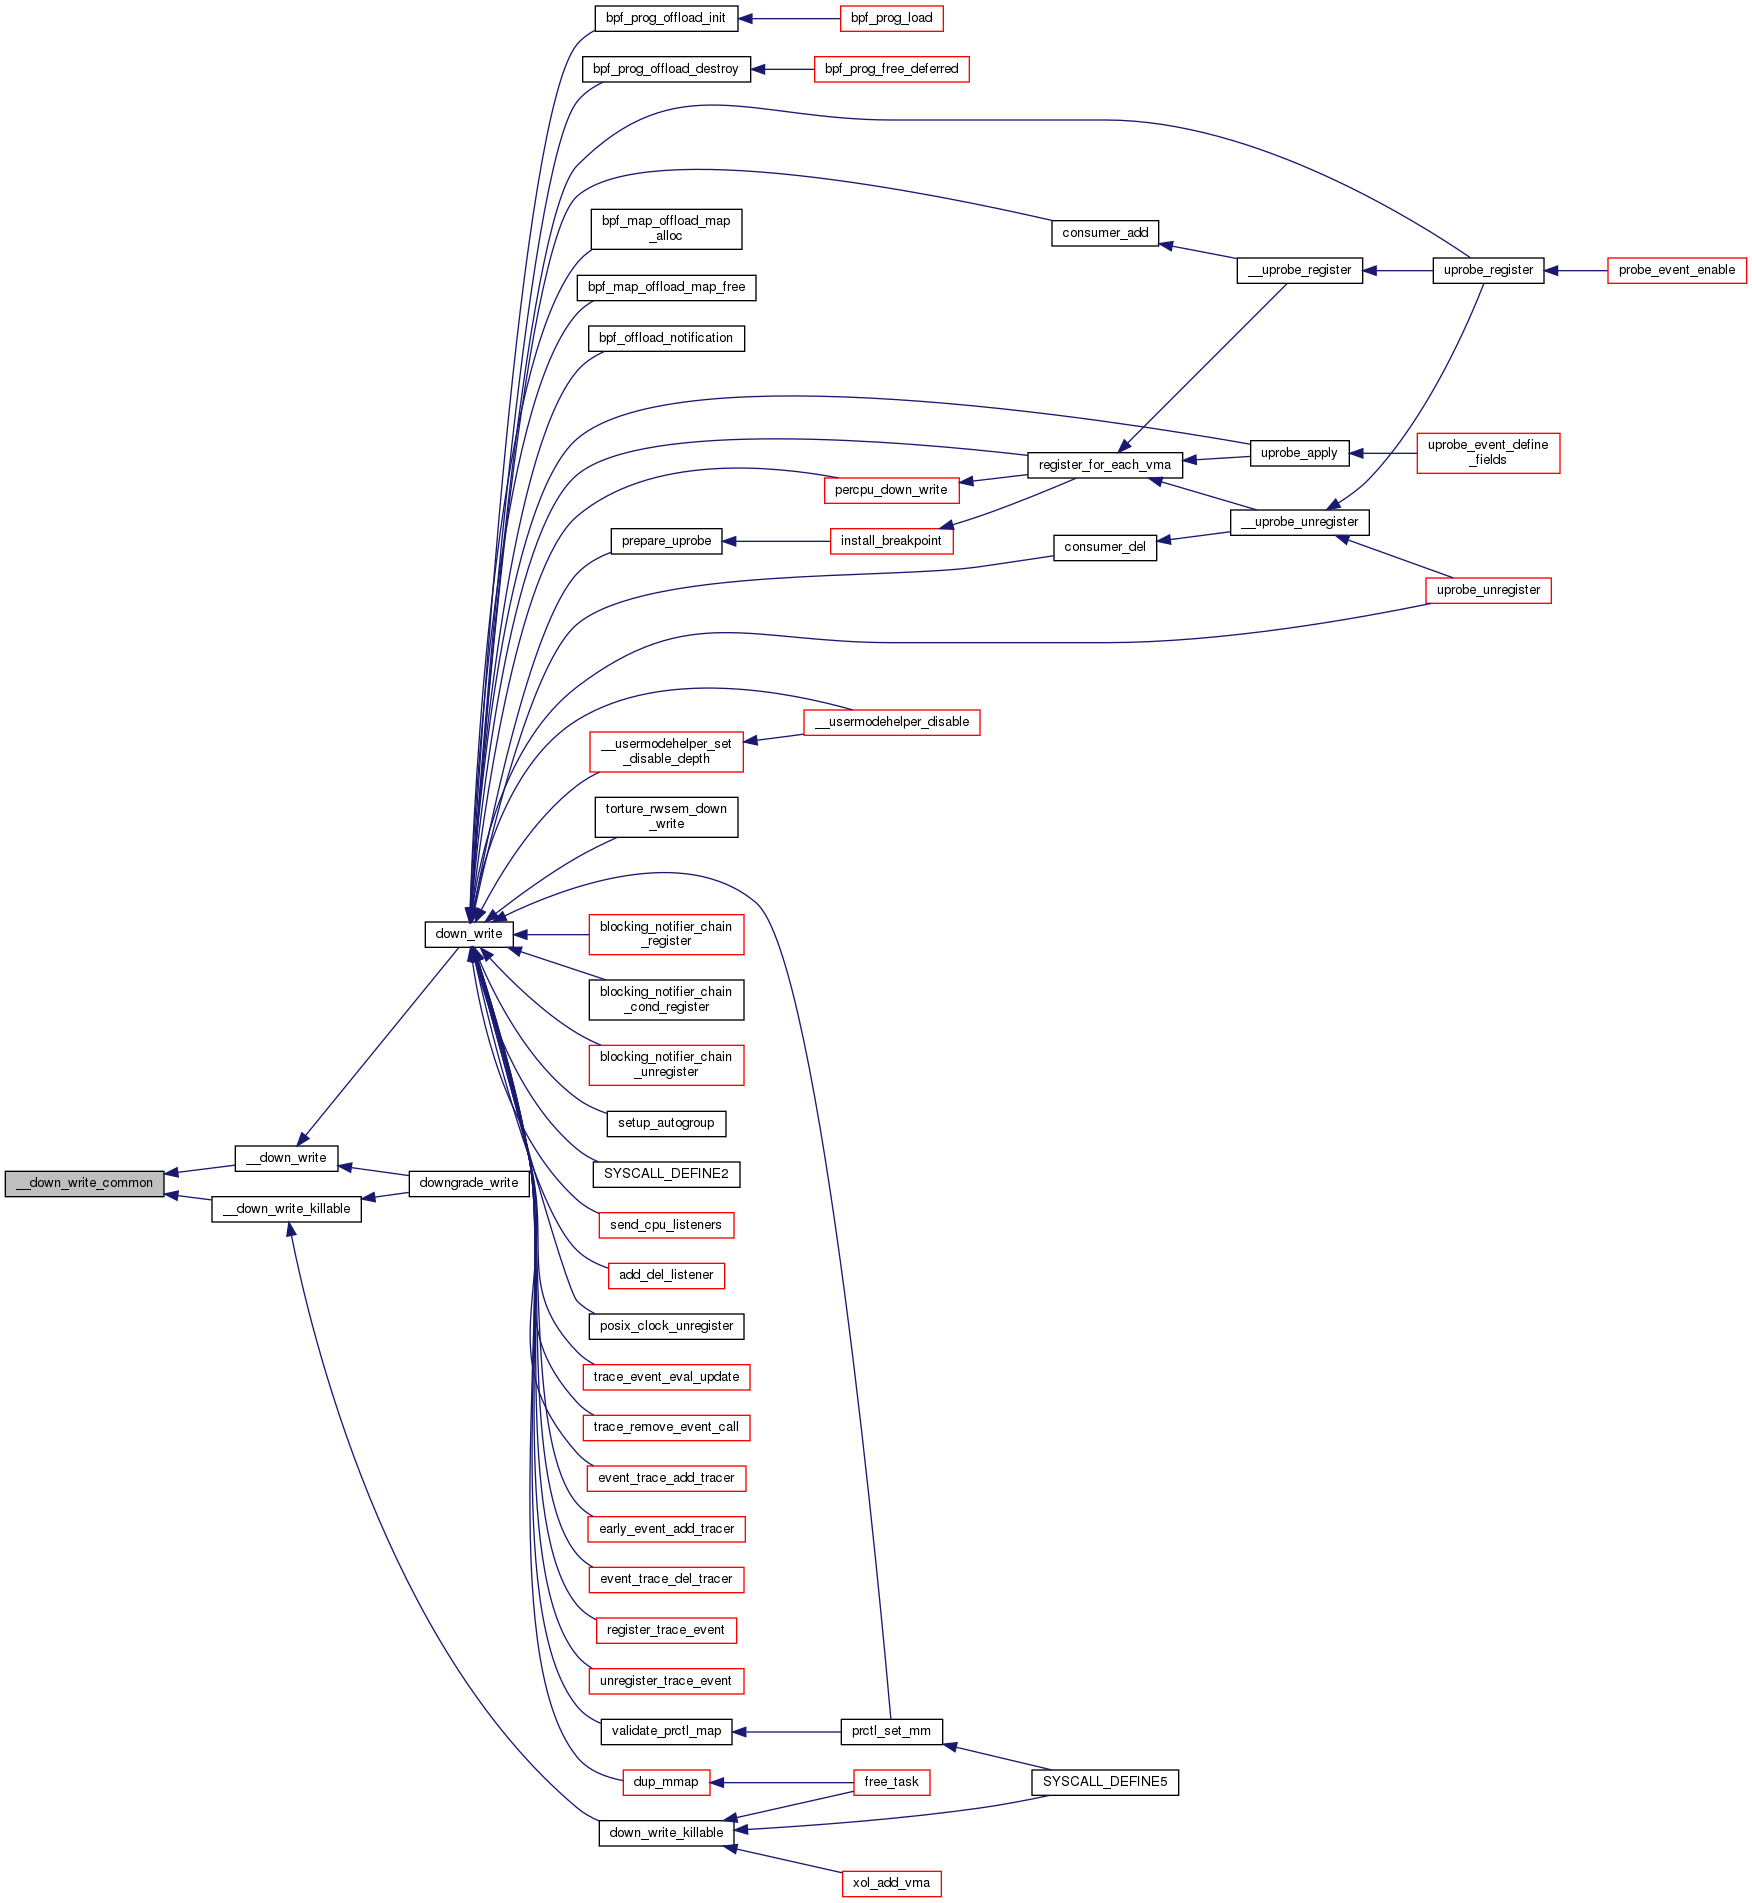 bpf_prog_offload_init
bpf_prog_load
bpf_prog_offload_destroy
bpf_prog_free_deferred
bpf_map_offload_map
_alloc
consumer_add
__uprobe_register
uprobe_register
probe_event_enable
bpf_map_offload_map_free
bpf_offload_notification
register_for_each_vma
uprobe_apply
uprobe_event_define
_fields
percpu_down_write
prepare_uprobe
install_breakpoint
consumer_del
__uprobe_unregister
uprobe_unregister
__usermodehelper_disable
__usermodehelper_set
_disable_depth
torture_rwsem_down
_write
down_write
blocking_notifier_chain
_register
blocking_notifier_chain
_cond_register
blocking_notifier_chain
_unregister
setup_autogroup
__down_write
SYSCALL_DEFINE2
__down_write_common
downgrade_write
__down_write_killable
send_cpu_listeners
add_del_listener
posix_clock_unregister
trace_event_eval_update
trace_remove_event_call
event_trace_add_tracer
early_event_add_tracer
event_trace_del_tracer
register_trace_event
unregister_trace_event
validate_prctl_map
prctl_set_mm
dup_mmap
free_task
SYSCALL_DEFINE5
down_write_killable
xol_add_vma